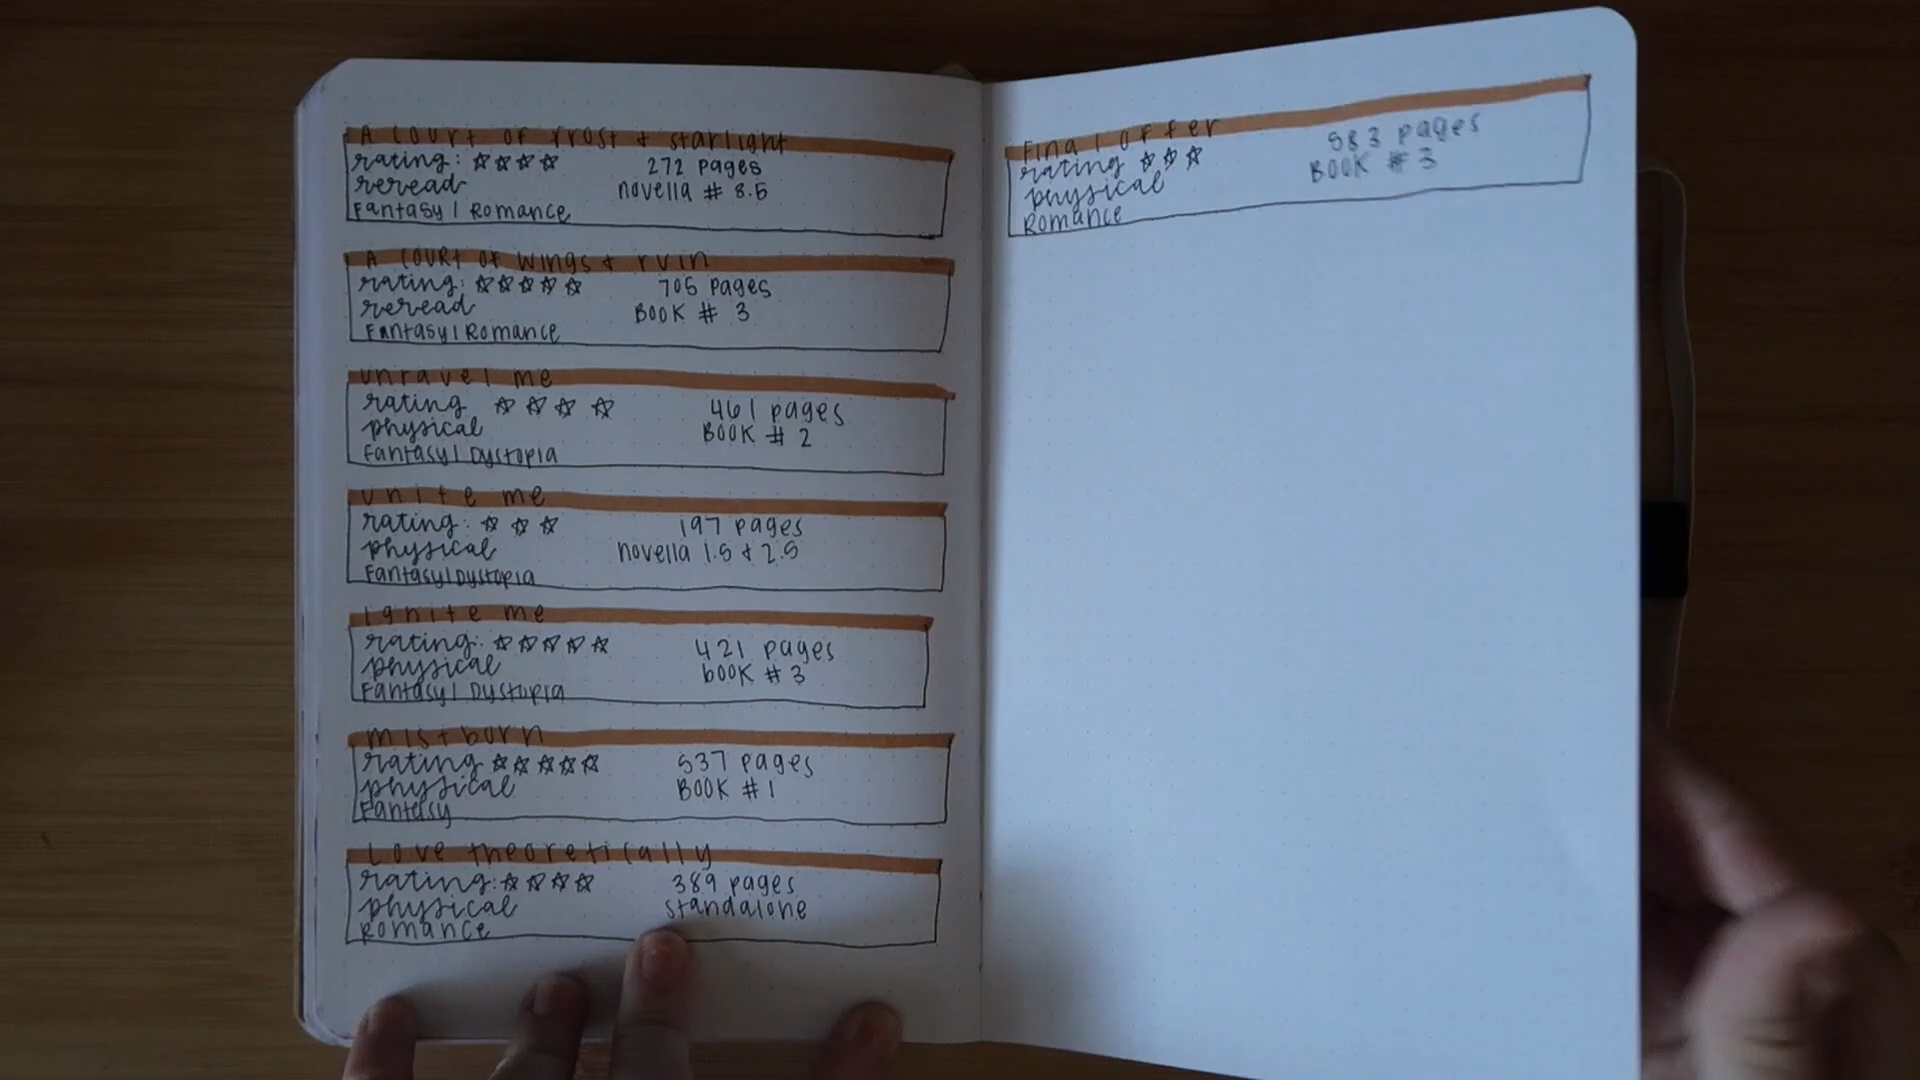 A court of frost & starlight
rating: ☆☆☆☆ 272 pages
reread novella # 3.5
Fantasy | Romance
A court of wings & ruin
rating: ☆☆☆☆☆ 705 pages
reread BOOK # 3
Fantasy | Romance
unravel me
rating ☆☆☆☆ 461 pages
physical BOOK # 2
Fantasy | Dystopia
unite me
rating: ☆☆☆ 197 pages
physical novella 1.5 & 2.5
Fantasy | Dystopia
ignite me
rating: ☆☆☆☆☆ 421 pages
physical book # 3
Fantasy | Dystopia
mistborn
rating ☆☆☆☆☆ 537 pages
physical BOOK # 1
Fantasy
Love theoretically
rating: ☆☆☆☆ 389 pages
physical standalone
Romance
Final offer
rating ☆☆☆ 583 pages
physical BOOK # 3
Romance